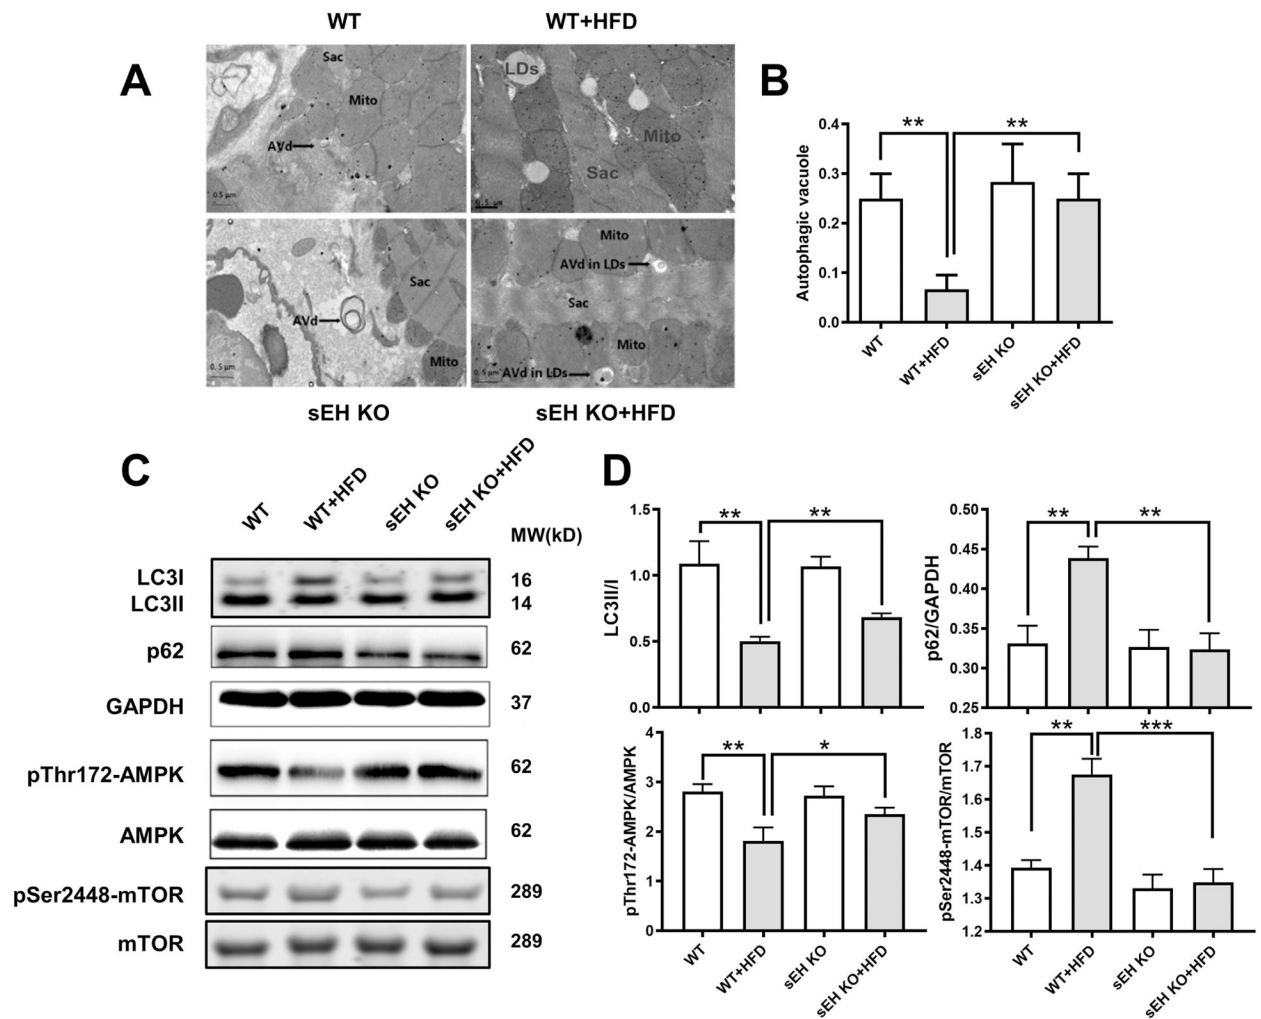 WT
WT+HFD
A
Sac
Mito
AVd
0.5 μm
LDs
Mito
Sac
0.5 μm
Sac
AVd
Mito
0.5 μm
Mito
AVd in LDs
Sac
Mito
AVd in LDs
0.5 μm
sEH KO
sEH KO+HFD
B
Autophagic vacuole
0.4
0.3
0.2
0.1
0.0
** **
WT
WT+HFD
sEH KO
sEH KO+HFD
C
WT
WT+HFD
sEH KO
sEH KO+HFD
MW(kD)
LC3I 16
LC3II 14
p62 62
GAPDH 37
pThr172-AMPK 62
AMPK 62
pSer2448-mTOR 289
mTOR 289
D
LC3II/I
1.5
1.0
0.5
0.0
** **
p62/GAPDH
0.50
0.45
0.40
0.35
0.30
0.25
** **
pThr172-AMPK/AMPK
4
3
2
1
0
** *
WT
WT+HFD
sEH KO
sEH KO+HFD
pSer2448-mTOR/mTOR
1.8
1.7
1.6
1.5
1.4
1.3
1.2
** ***
WT
WT+HFD
sEH KO
sEH KO+HFD